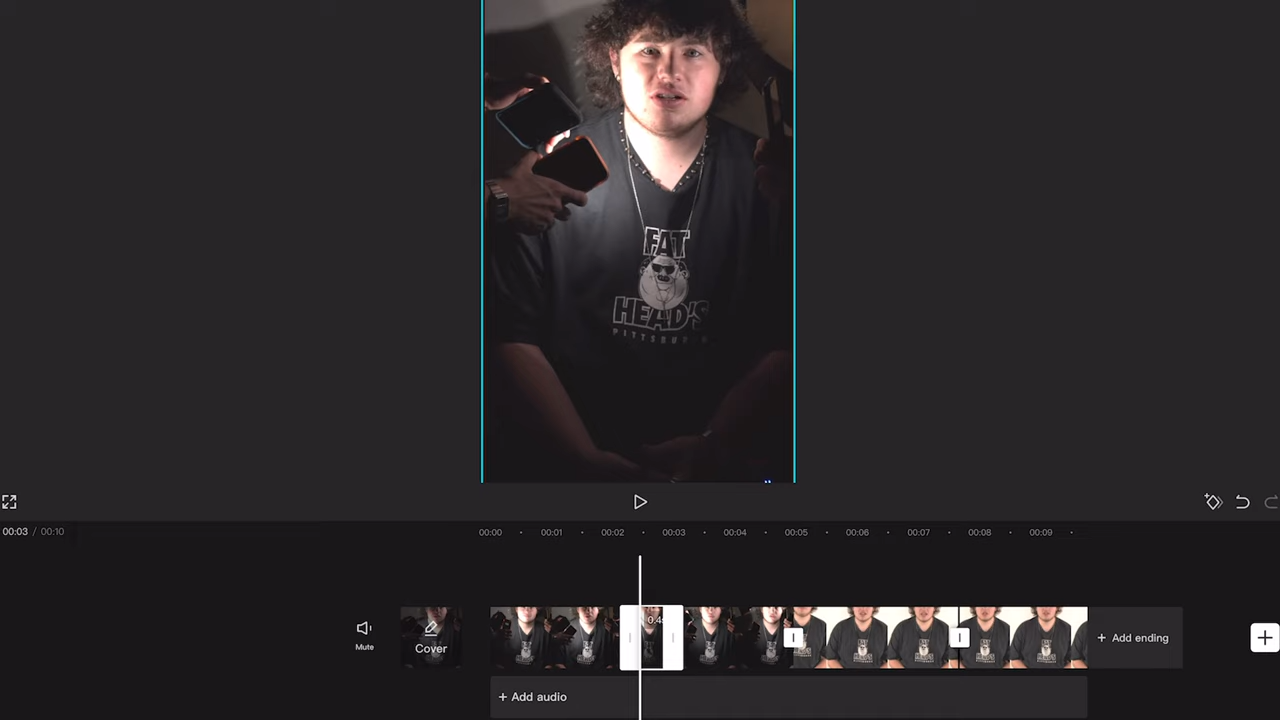 FAT
HEAD'S
00:03 / 00:10
00:00 00:01 00:02 00:03 00:04 00:05 00:06 00:07 00:08 00:09
Mute
Cover
+ Add ending
+ Add audio